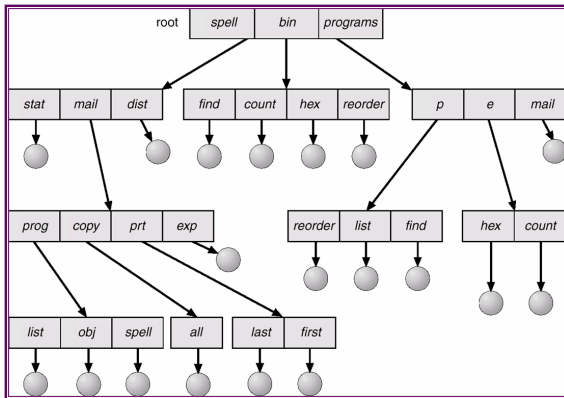 root spell bin programs
stat mail dist find count hex reorder p e mail
prog copy prt exp reorder list find hex count
list obj spell all last first